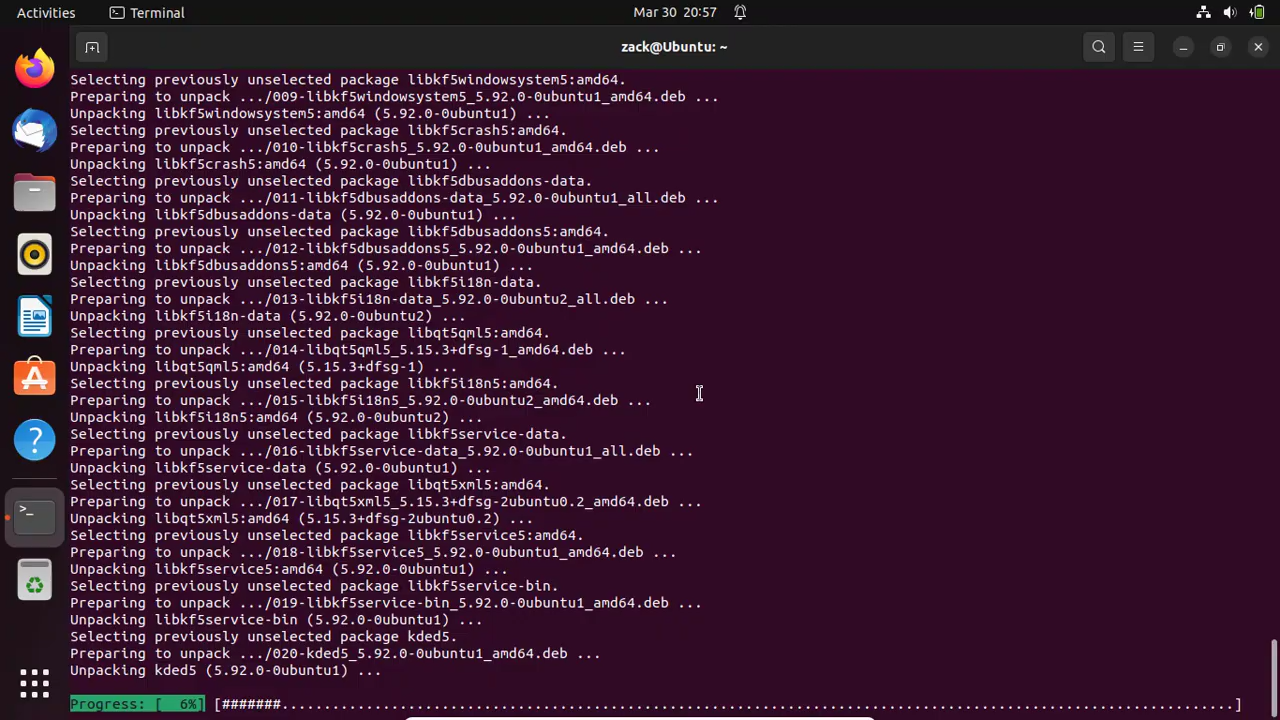 Activities
Terminal
Mar 30 20:57
zack@Ubuntu: ~
Selecting previously unselected package libkf5windowsystem5:amd64.
Preparing to unpack .../009-libkf5windowsystem5_5.92.0-0ubuntu1_amd64.deb ...
Unpacking libkf5windowsystem5:amd64 (5.92.0-0ubuntu1) ...
Selecting previously unselected package libkf5crash5:amd64.
Preparing to unpack .../010-libkf5crash5_5.92.0-0ubuntu1_amd64.deb ...
Unpacking libkf5crash5:amd64 (5.92.0-0ubuntu1) ...
Selecting previously unselected package libkf5dbusaddons-data.
Preparing to unpack .../011-libkf5dbusaddons-data_5.92.0-0ubuntu1_all.deb ...
Unpacking libkf5dbusaddons-data (5.92.0-0ubuntu1) ...
Selecting previously unselected package libkf5dbusaddons5:amd64.
Preparing to unpack .../012-libkf5dbusaddons5_5.92.0-0ubuntu1_amd64.deb ...
Unpacking libkf5dbusaddons5:amd64 (5.92.0-0ubuntu1) ...
Selecting previously unselected package libkf5i18n-data.
Preparing to unpack .../013-libkf5i18n-data_5.92.0-0ubuntu2_all.deb ...
Unpacking libkf5i18n-data (5.92.0-0ubuntu2) ...
Selecting previously unselected package libqt5qml5:amd64.
Preparing to unpack .../014-libqt5qml5_5.15.3+dfsg-1_amd64.deb ...
Unpacking libqt5qml5:amd64 (5.15.3+dfsg-1) ...
Selecting previously unselected package libkf5i18n5:amd64.
Preparing to unpack .../015-libkf5i18n5_5.92.0-0ubuntu2_amd64.deb ...
Unpacking libkf5i18n5:amd64 (5.92.0-0ubuntu2) ...
Selecting previously unselected package libkf5service-data.
Preparing to unpack .../016-libkf5service-data_5.92.0-0ubuntu1_all.deb ...
Unpacking libkf5service-data (5.92.0-0ubuntu1) ...
Selecting previously unselected package libqt5xml5:amd64.
Preparing to unpack .../017-libqt5xml5_5.15.3+dfsg-2ubuntu0.2_amd64.deb ...
Unpacking libqt5xml5:amd64 (5.15.3+dfsg-2ubuntu0.2) ...
Selecting previously unselected package libkf5service5:amd64.
Preparing to unpack .../018-libkf5service5_5.92.0-0ubuntu1_amd64.deb ...
Unpacking libkf5service5:amd64 (5.92.0-0ubuntu1) ...
Selecting previously unselected package libkf5service-bin.
Preparing to unpack .../019-libkf5service-bin_5.92.0-0ubuntu1_amd64.deb ...
Unpacking libkf5service-bin (5.92.0-0ubuntu1) ...
Selecting previously unselected package kded5.
Preparing to unpack .../020-kded5_5.92.0-0ubuntu1_amd64.deb ...
Unpacking kded5 (5.92.0-0ubuntu1) ...
Progress: [  6%] [#######.................................................................................................................]